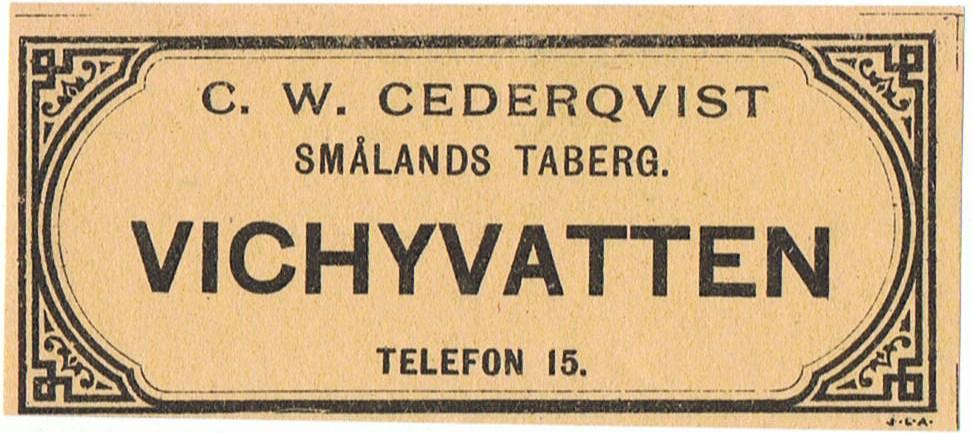 C. W. CEDERQVIST
SMÅLANDS TABERG.
VICHYVATTEN
TELEFON 15.
J.L.A.